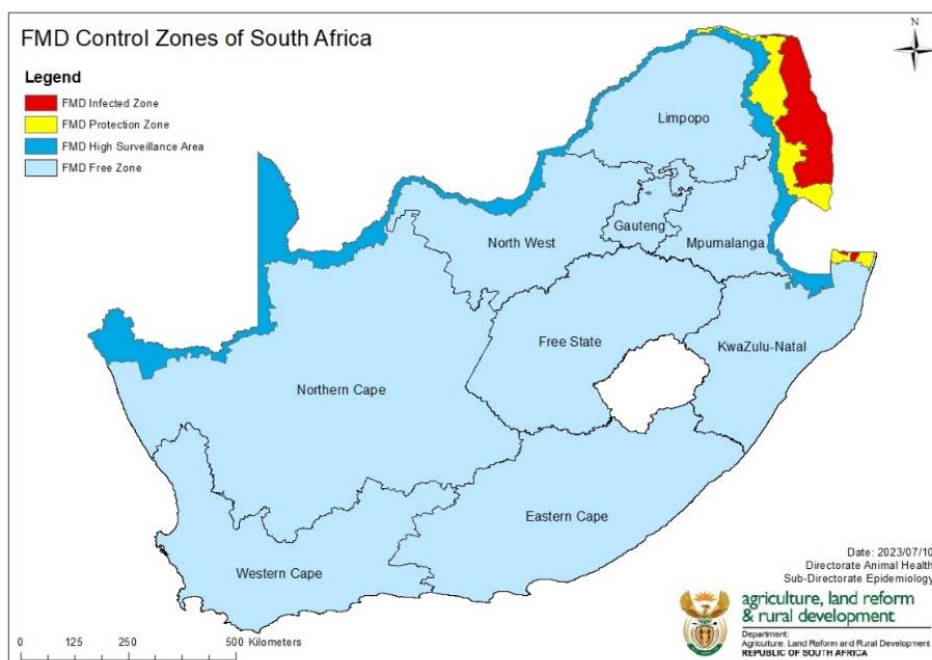 FMD Control Zones of South Africa
N
Legend
FMD Infected Zone
FMD Protection Zone
FMD High Surveillance Area
FMD Free Zone
Limpopo
North West
Gauteng
Mpumalanga
Free State
KwaZulu-Natal
Northern Cape
Eastern Cape
Western Cape
Date: 2023/07/10
Directorate Animal Health
Sub-Directorate Epidemiology
agriculture, land reform
& rural development
Department:
Agriculture, Land Reform and Rural Development
REPUBLIC OF SOUTH AFRICA
0 125 250 500 Kilometers